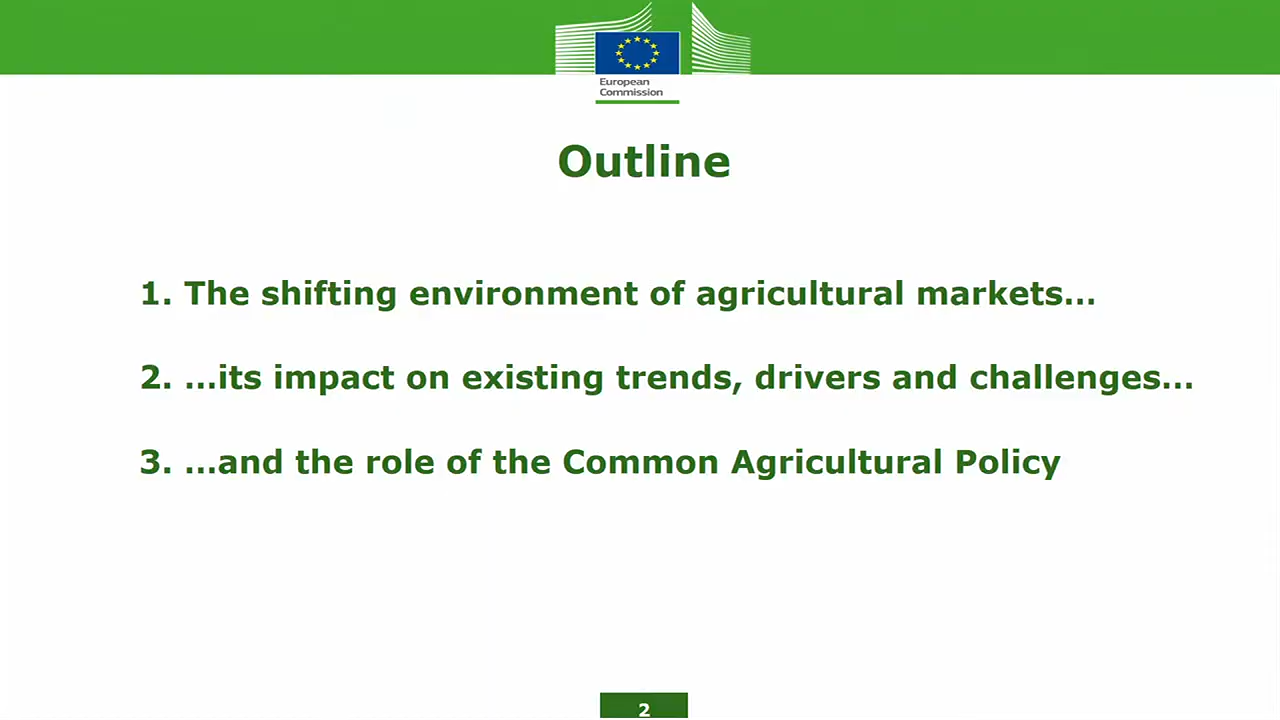 European
Commission
Outline
1. The shifting environment of agricultural markets...
2. ...its impact on existing trends, drivers and challenges...
3. ...and the role of the Common Agricultural Policy
2